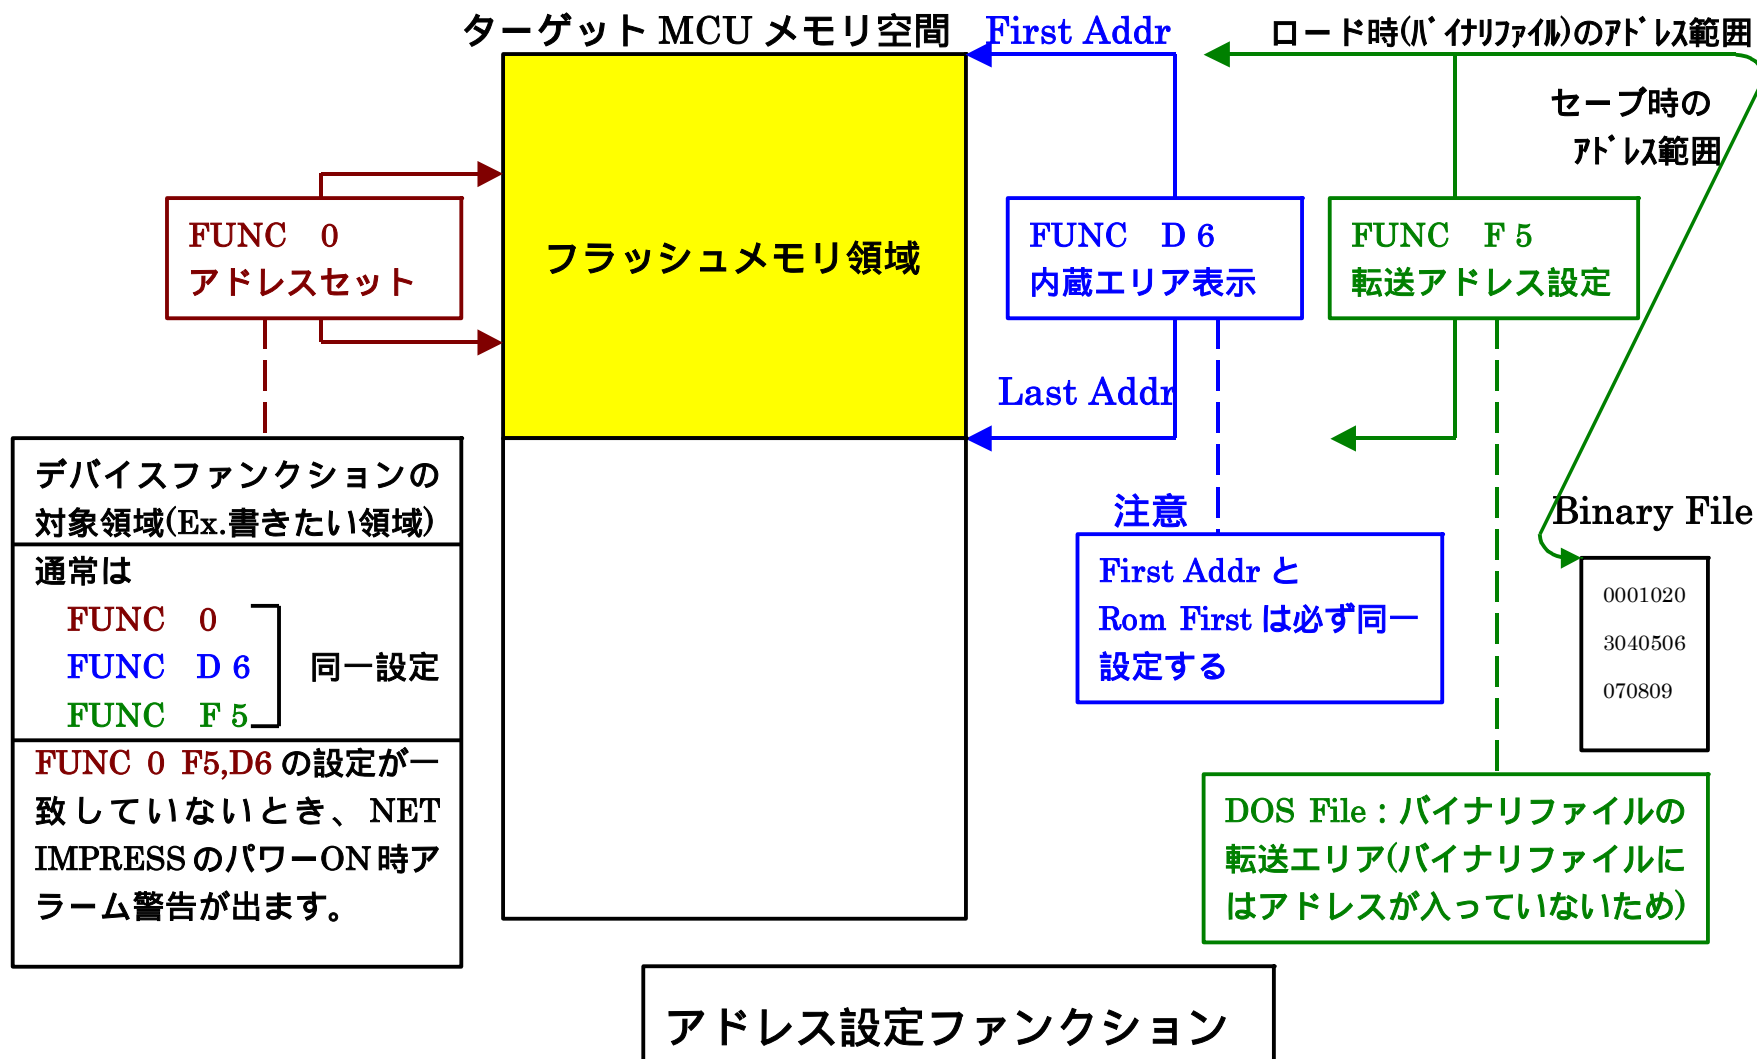 ターゲット MCU メモリ空間
First Addr
ロード時(ﾊﾞｲﾅﾘﾌｧｲﾙ)のｱﾄﾞﾚｽ範囲
セーブ時の
ｱﾄﾞﾚｽ範囲
FUNC 0
アドレスセット
フラッシュメモリ領域
FUNC D 6
内蔵エリア表示
FUNC F 5
転送アドレス設定
Last Addr
デバイスファンクションの
対象領域(Ex.書きたい領域)
通常は
FUNC 0
FUNC D 6
FUNC F 5
同一設定
FUNC 0 F5,D6 の設定が一
致していないとき、NET
IMPRESS のパワーON 時ア
ラーム警告が出ます。
注意
First Addr と
Rom First は必ず同一
設定する
Binary File
0001020
3040506
070809
DOS File : バイナリファイルの
転送エリア(バイナリファイルに
はアドレスが入っていないため)
アドレス設定ファンクション